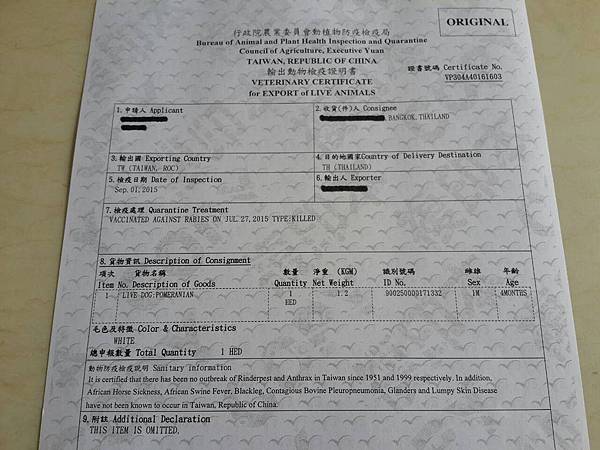 ORIGINAL
行政院農業委員會動植物防疫檢疫局
Bureau of Animal and Plant Health Inspection and Quarantine
Council of Agriculture, Executive Yuan
TAIWAN, REPUBLIC OF CHINA
輸出動物檢疫證明書
VETERINARY CERTIFICATE
for EXPORT of LIVE ANIMALS
證書號碼 Certificate No.
VP304A40161603
1.申請人 Applicant
2.收貨(件)人 Consignee
BANGKOK,THAILAND
3.輸出國 Exporting Country
TW (TAIWAN, ROC)
4.目的地國家Country of Delivery Destination
TH (THAILAND)
5.檢疫日期 Date of Inspection
Sep.01,2015
6.輸出人 Exporter
7.檢疫處理 Quarantine Treatment
VACCINATED AGAINST RABIES ON JUL.27,2015 TYPE:KILLED
8.貨物資訊 Description of Consignment
項次 貨物名稱 數量 淨重 (KGM) 識別號碼 雌雄 年齡
Item No. Description of Goods Quantity Net Weight ID No. Sex Age
1 LIVE DOG:POMERANIAN 1 1.2 900250000171332 1M 4MONTHS
HED
毛色及特徵 Color & Characteristics
WHITE
總申報數量 Total Quantity 1 HED
動物防疫檢疫說明 Sanitary information
It is certified that there has been no outbreak of Rinderpest and Anthrax in Taiwan since 1951 and 1999 respectively. In addition,
African Horse Sickness, African Swine Fever, Blackleg, Contagious Bovine Pleuropneumonia, Glanders and Lumpy Skin Disease
have not been known to occur in Taiwan, Republic of China.
9.附註 Additional Declaration
THIS ITEM IS OMITTED.